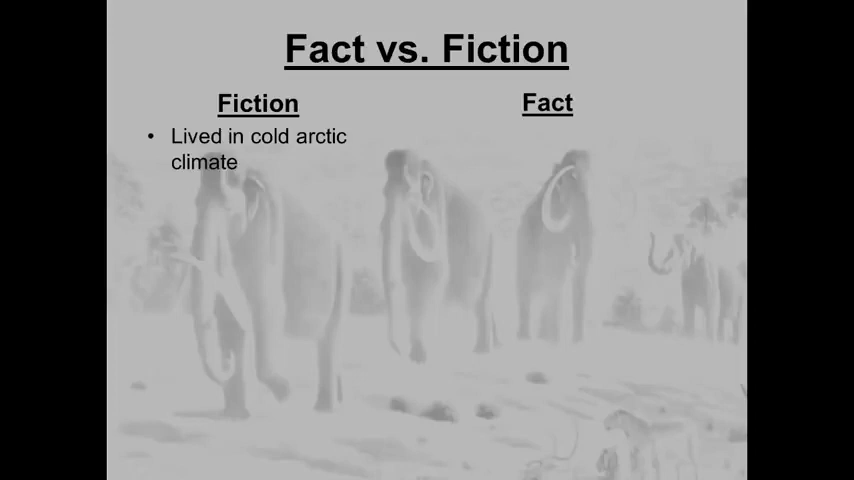 Fact vs. Fiction
Fiction
• Lived in cold arctic
climate
Fact